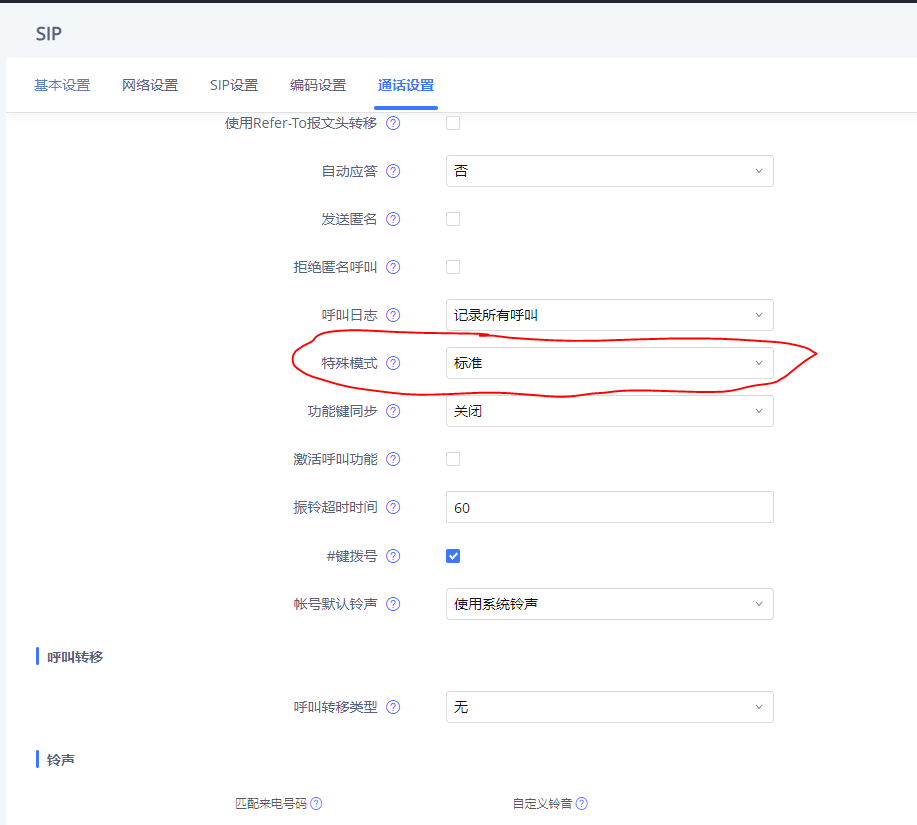 SIP
基本设置 网络设置 SIP设置 编码设置 通话设置
使用Refer-To报文头转移 ?
自动应答 ? 否
发送匿名 ?
拒绝匿名呼叫 ?
呼叫日志 ? 记录所有呼叫
特殊模式 ? 标准
功能键同步 ? 关闭
激活呼叫功能 ?
振铃超时时间 ? 60
#键拨号 ?
帐号默认铃声 ? 使用系统铃声
呼叫转移
呼叫转移类型 ? 无
铃声
匹配来电号码 ? 自定义铃音 ?